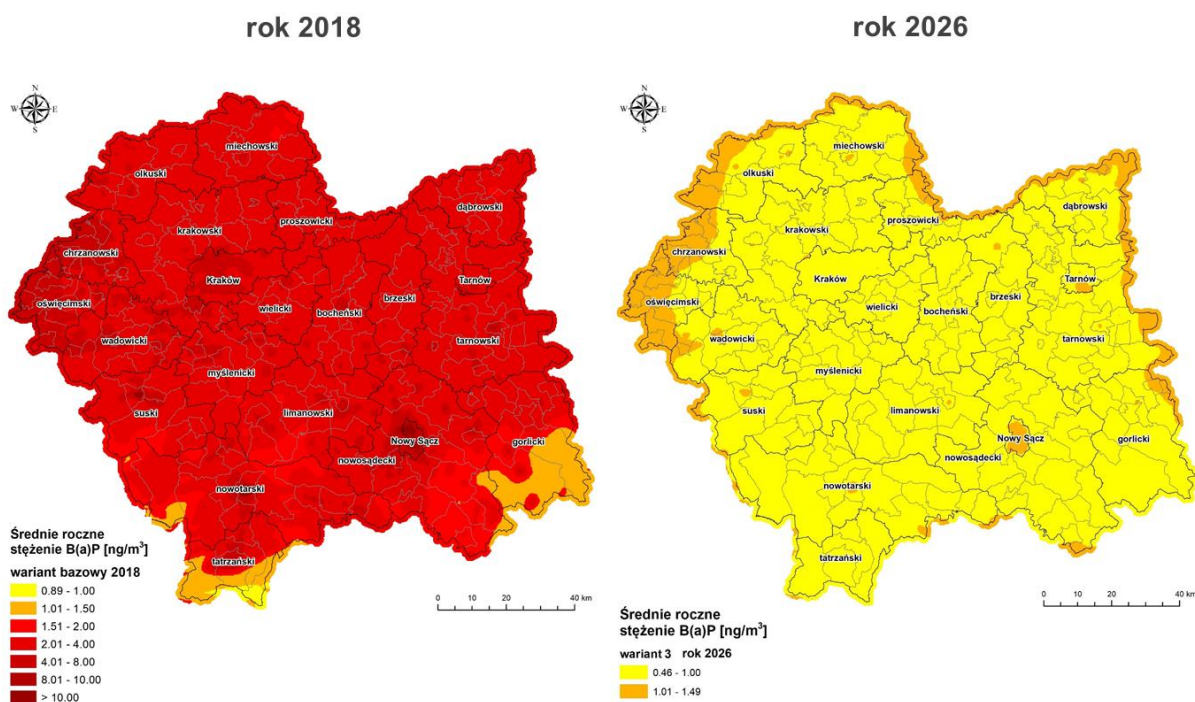 rok 2018
N
W
E
S
miechowski
olkuski
dąbrowski
proszowicki
krakowski
chrzanowski
Kraków
Tarnów
oświęcimski
brzeski
wielicki
bocheński
wadowicki
tarnowski
myślenicki
suski
limanowski
Nowy Sącz
gorlicki
nowosądecki
nowotarski
tatrzański
Średnie roczne
stężenie B(a)P [ng/m³]
wariant bazowy 2018
0.89 - 1.00
1.01 - 1.50
1.51 - 2.00
2.01 - 4.00
4.01 - 8.00
8.01 - 10.00
> 10.00
0 10 20 40 km
rok 2026
N
W
E
S
miechowski
olkuski
dąbrowski
proszowicki
krakowski
chrzanowski
Kraków
Tarnów
oświęcimski
brzeski
wielicki
bocheński
wadowicki
tarnowski
myślenicki
suski
limanowski
Nowy Sącz
gorlicki
nowosądecki
nowotarski
tatrzański
Średnie roczne
stężenie B(a)P [ng/m³]
wariant 3 rok 2026
0.46 - 1.00
1.01 - 1.49
0 10 20 40 km